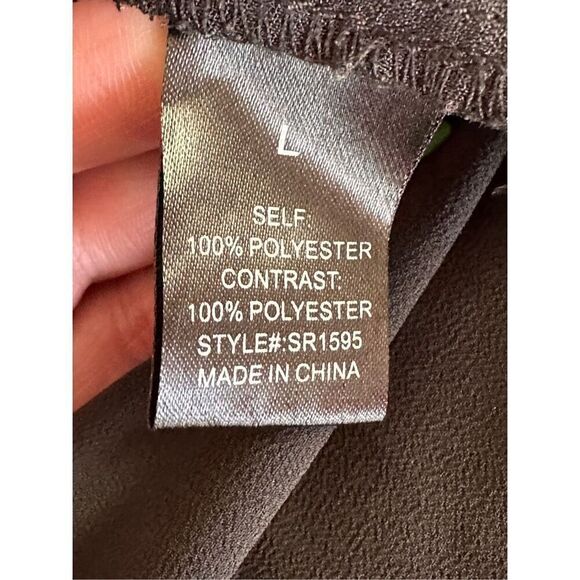 L
SELF:
100% POLYESTER
CONTRAST:
100% POLYESTER
STYLE#:SR1595
MADE IN CHINA